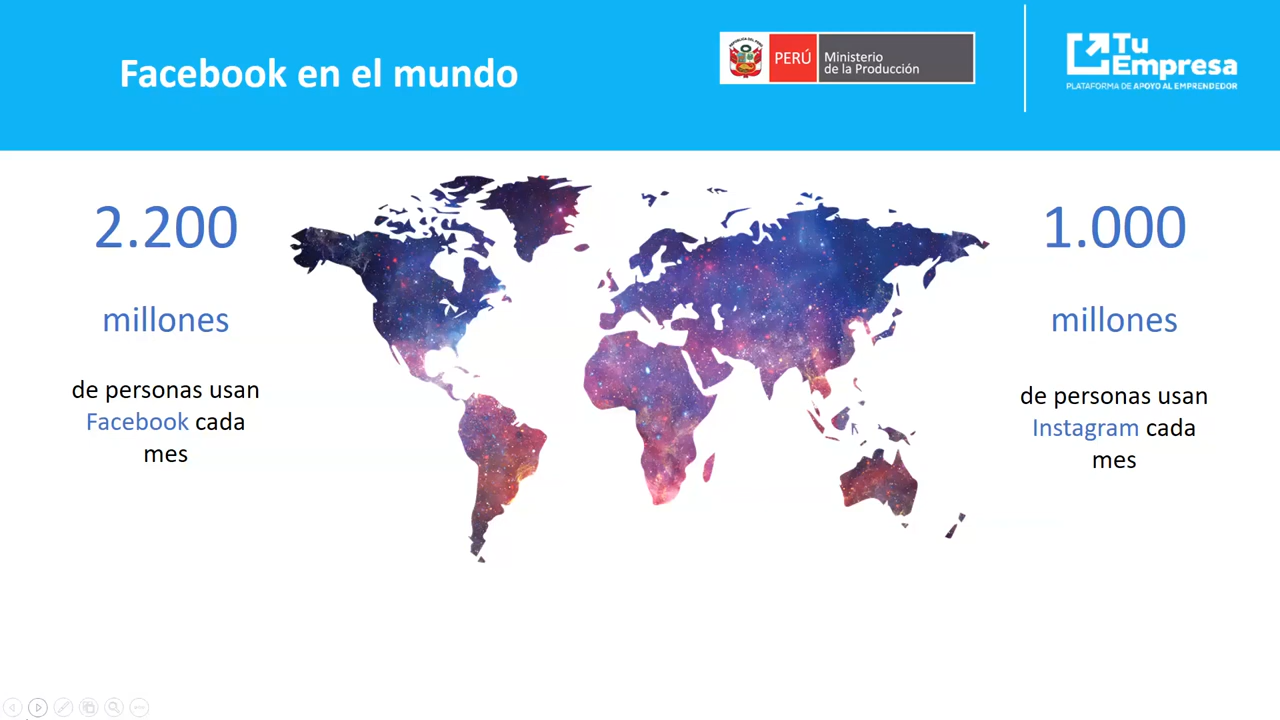 Facebook en el mundo
PERÚ
Ministerio
de la Producción
Tu
Empresa
PLATAFORMA DE APOYO AL EMPRENDEDOR
2.200
millones
de personas usan
Facebook cada
mes
1.000
millones
de personas usan
Instagram cada
mes